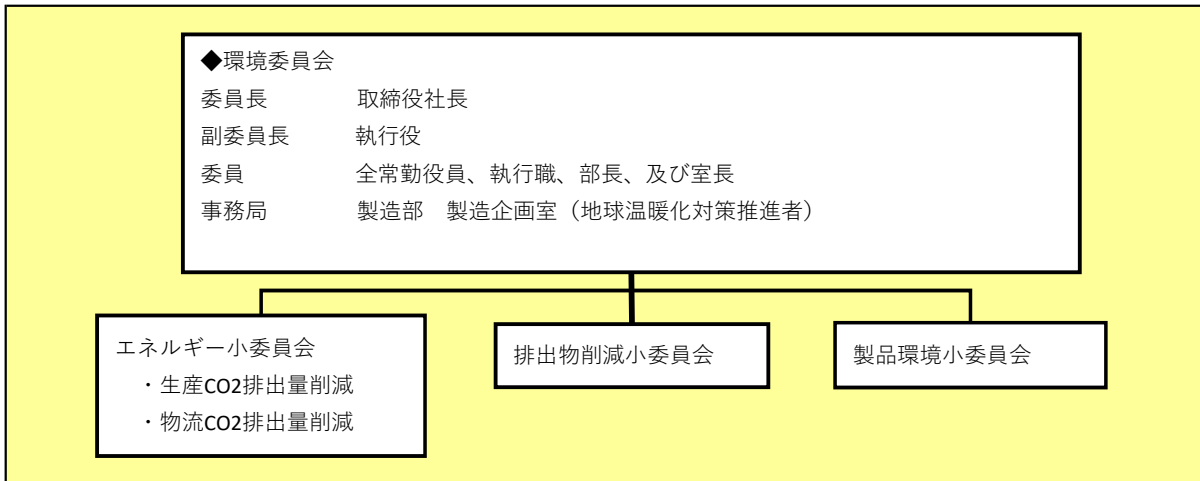 ◆環境委員会
委員長 取締役社長
副委員長 執行役
委員 全常勤役員、執行職、部長、及び室長
事務局 製造部 製造企画室（地球温暖化対策推進者）
エネルギー小委員会
・生産CO2排出量削減
・物流CO2排出量削減
排出物削減小委員会
製品環境小委員会